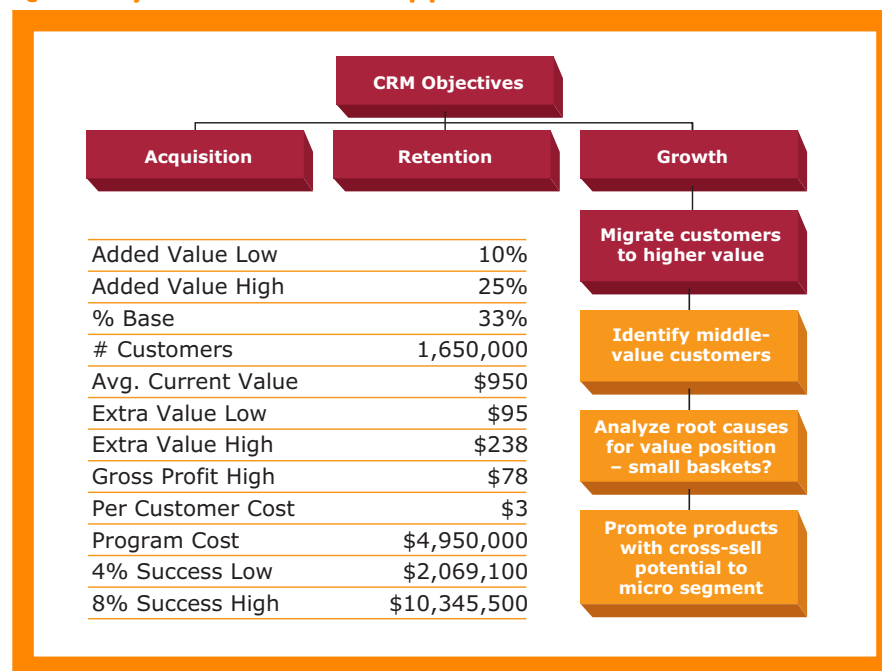 CRM Objectives
Acquisition
Retention
Growth
Migrate customers
to higher value
Identify middle-
value customers
Analyze root causes
for value position
– small baskets?
Promote products
with cross-sell
potential to
micro segment
Added Value Low 10%
Added Value High 25%
% Base 33%
# Customers 1,650,000
Avg. Current Value $950
Extra Value Low $95
Extra Value High $238
Gross Profit High $78
Per Customer Cost $3
Program Cost $4,950,000
4% Success Low $2,069,100
8% Success High $10,345,500